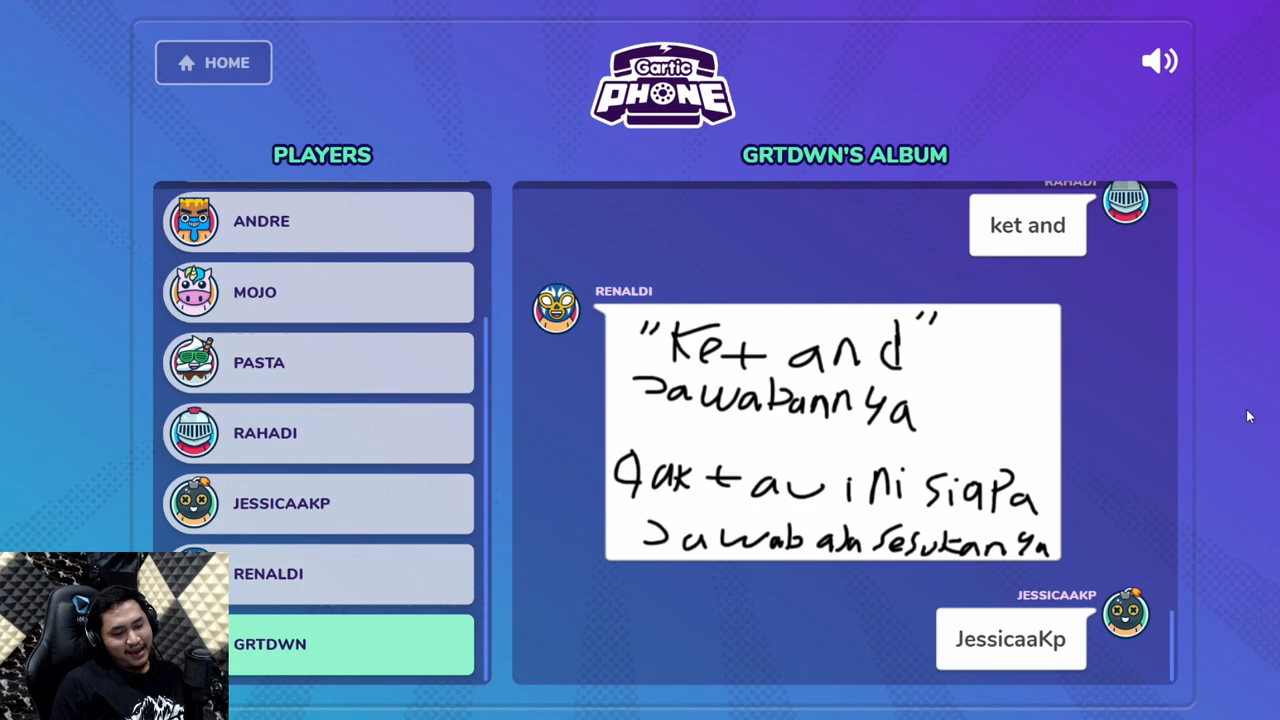 HOME
Gartic
PHONE
PLAYERS
GRTDWN'S ALBUM
ANDRE
MOJO
PASTA
RAHADI
JESSICAAKP
RENALDI
GRTDWN
RAHADI
ket and
RENALDI
"Ket and"
Jawabannya
Gak tau ini siapa
Jawab aja sesukanya
JESSICAAKP
JessicaaKp